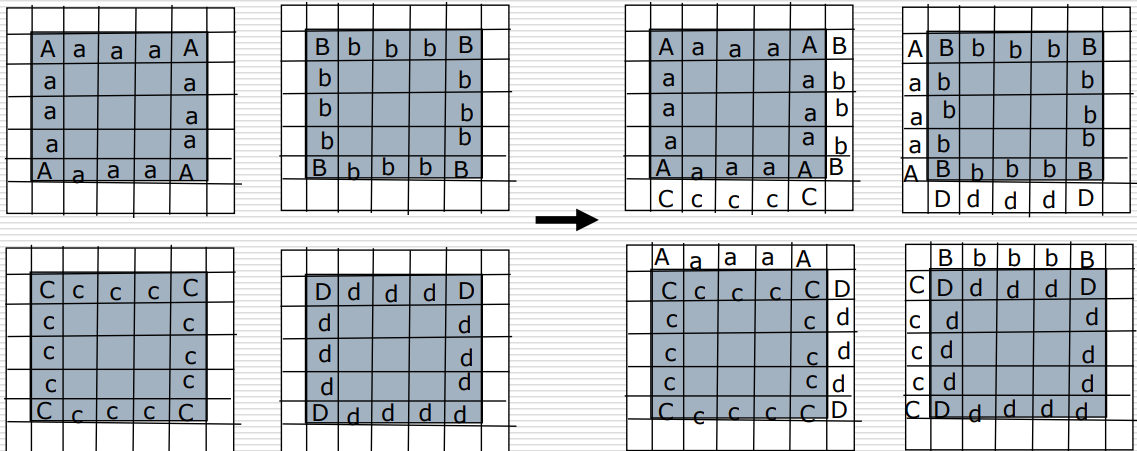 A a a a A
a a
a a
a a
A a a a A
B b b b B
b b
b b
b b
B b b b B
A a a a A B
a a b
a a b
a a b
A a a a A B
C c c c C
A B b b b B
a b b
a b b
a b b
A B b b b B
D d d d D
C c c c C
c c
c c
c c
C c c c C
D d d d D
d d
d d
d d
D d d d d
A a a a A
C c c c C D
c c d
c c d
c c d
C c c c C D
B b b b B
C D d d d D
c d d
c d d
c d d
C D d d d d